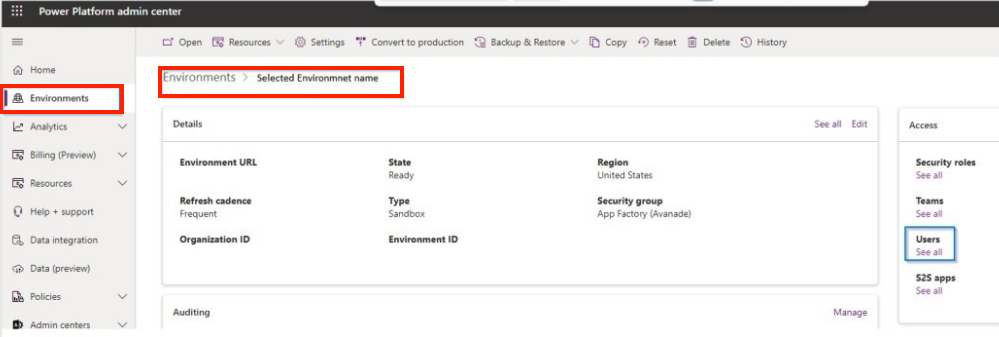 Power Platform admin center
Open Resources Settings Convert to production Backup & Restore Copy Reset Delete History
Home
Environments
Analytics
Billing (Preview)
Resources
Help + support
Data integration
Data (preview)
Policies
Admin centers
Environments > Selected Environmnet name
Details See all Edit
Environment URL State Region
Ready United States
Refresh cadence Type Security group
Frequent Sandbox App Factory (Avanade)
Organization ID Environment ID
Auditing Manage
Access
Security roles
See all
Teams
See all
Users
See all
S2S apps
See all